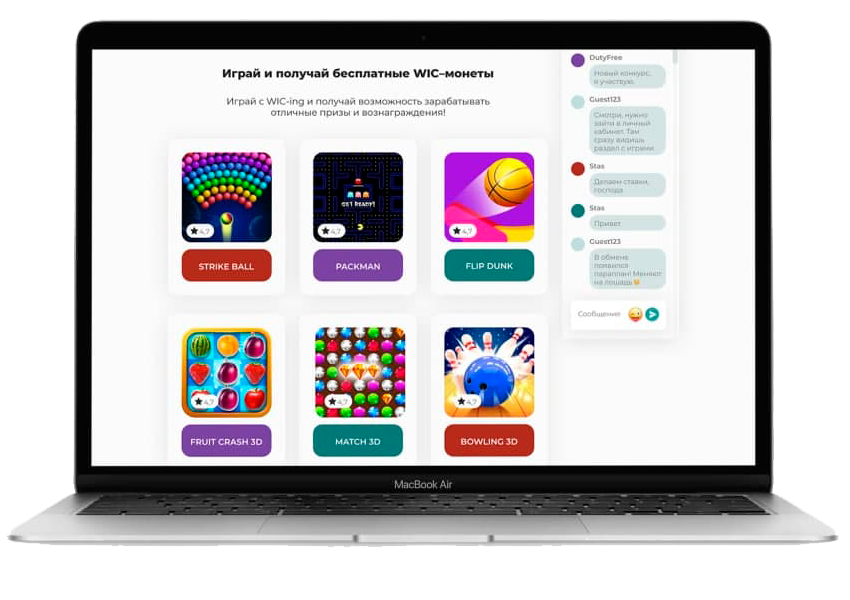 Играй и получай бесплатные WIC–монеты
Играй с WIC-ing и получай возможность зарабатывать
отличные призы и вознаграждения!
4,7
STRIKE BALL
GET READY!
4,7
PACKMAN
4,7
FLIP DUNK
4,7
FRUIT CRASH 3D
4,7
MATCH 3D
4,7
BOWLING 3D
DutyFree
Новый конкурс,
я участвую.
Guest123
Смотри, нужно
зайти в личный
кабинет. Там
сразу видишь
раздел с играми
Stas
Делаем ставки,
господа
Stas
Привет
Guest123
В обмене
появился
параплан! Меняют
на лошадь
Сообщение
MacBook Air